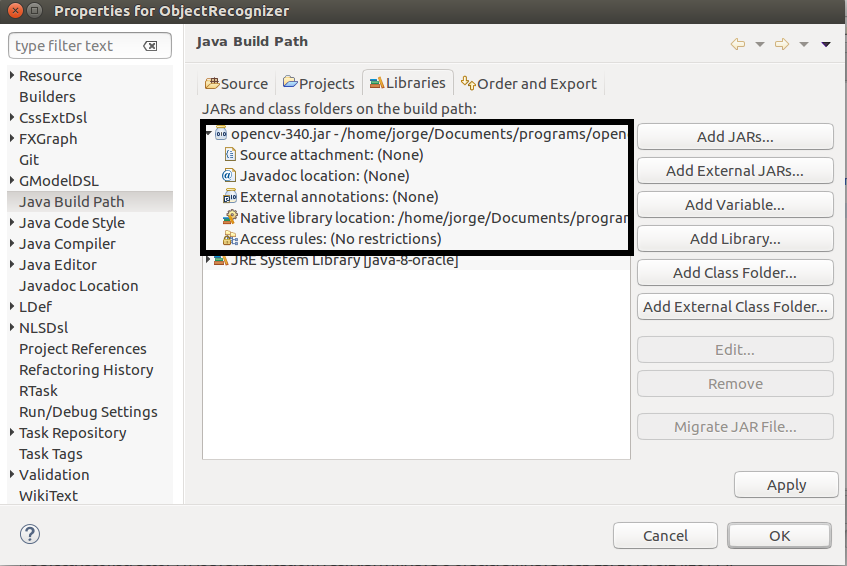 Properties for ObjectRecognizer
type filter text
Resource
Builders
CssExtDsl
FXGraph
Git
GModelDSL
Java Build Path
Java Code Style
Java Compiler
Java Editor
Javadoc Location
LDef
NLSDsl
Project References
Refactoring History
RTask
Run/Debug Settings
Task Repository
Task Tags
Validation
WikiText
Java Build Path
Source Projects Libraries Order and Export
JARs and class folders on the build path:
opencv-340.jar - /home/jorge/Documents/programs/open
Source attachment: (None)
Javadoc location: (None)
External annotations: (None)
Native library location: /home/jorge/Documents/progra
Access rules: (No restrictions)
JRE System Library [java-8-oracle]
Add JARs...
Add External JARs...
Add Variable...
Add Library...
Add Class Folder...
Add External Class Folder...
Edit...
Remove
Migrate JAR File...
Apply
Cancel OK